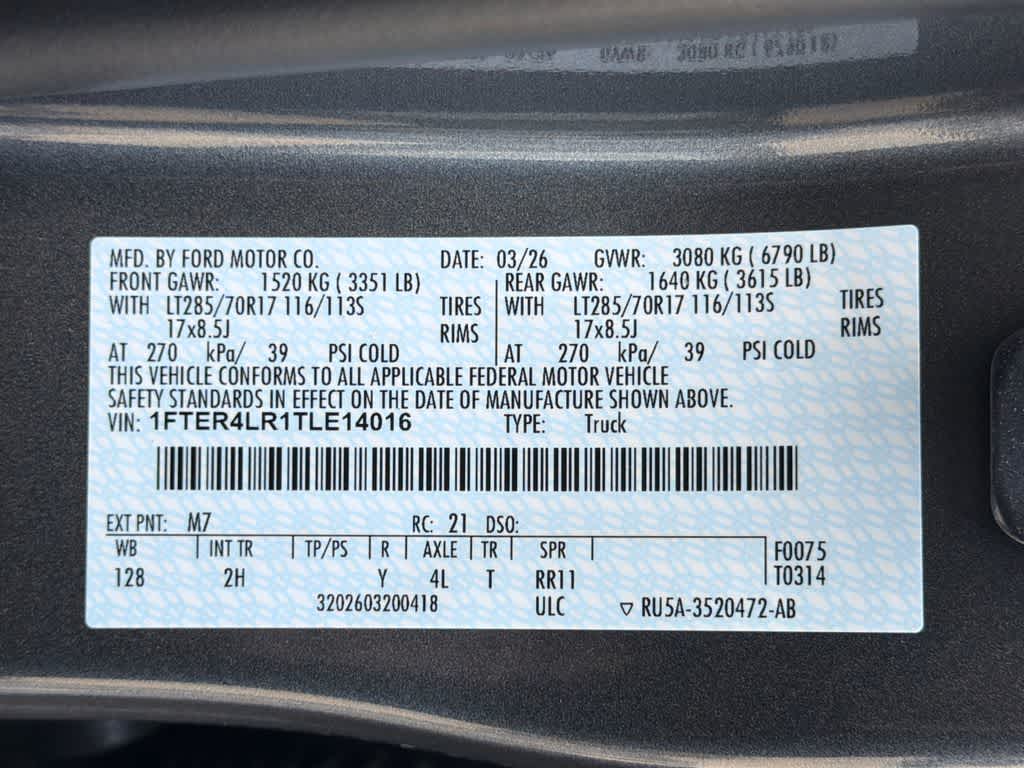 MFD. BY FORD MOTOR CO. DATE: 03/26 GVWR: 3080 KG ( 6790 LB)
FRONT GAWR: 1520 KG ( 3351 LB) REAR GAWR: 1640 KG ( 3615 LB)
WITH LT285/70R17 116/113S TIRES WITH LT285/70R17 116/113S TIRES
17x8.5J RIMS 17x8.5J RIMS
AT 270 kPa/ 39 PSI COLD AT 270 kPa/ 39 PSI COLD
THIS VEHICLE CONFORMS TO ALL APPLICABLE FEDERAL MOTOR VEHICLE
SAFETY STANDARDS IN EFFECT ON THE DATE OF MANUFACTURE SHOWN ABOVE.
VIN: 1FTER4LR1TLE14016 TYPE: Truck
EXT PNT: M7 RC: 21 DSO:
WB INT TR TP/PS R AXLE TR SPR F0075
128 2H Y 4L T RR11 T0314
3202603200418 ULC ▽ RU5A-3520472-AB